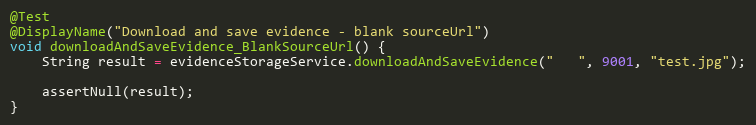 @Test
@DisplayName("Download and save evidence - blank sourceUrl")
void downloadAndSaveEvidence_BlankSourceUrl() {
    String result = evidenceStorageService.downloadAndSaveEvidence("   ", 9001, "test.jpg");

    assertNull(result);
}